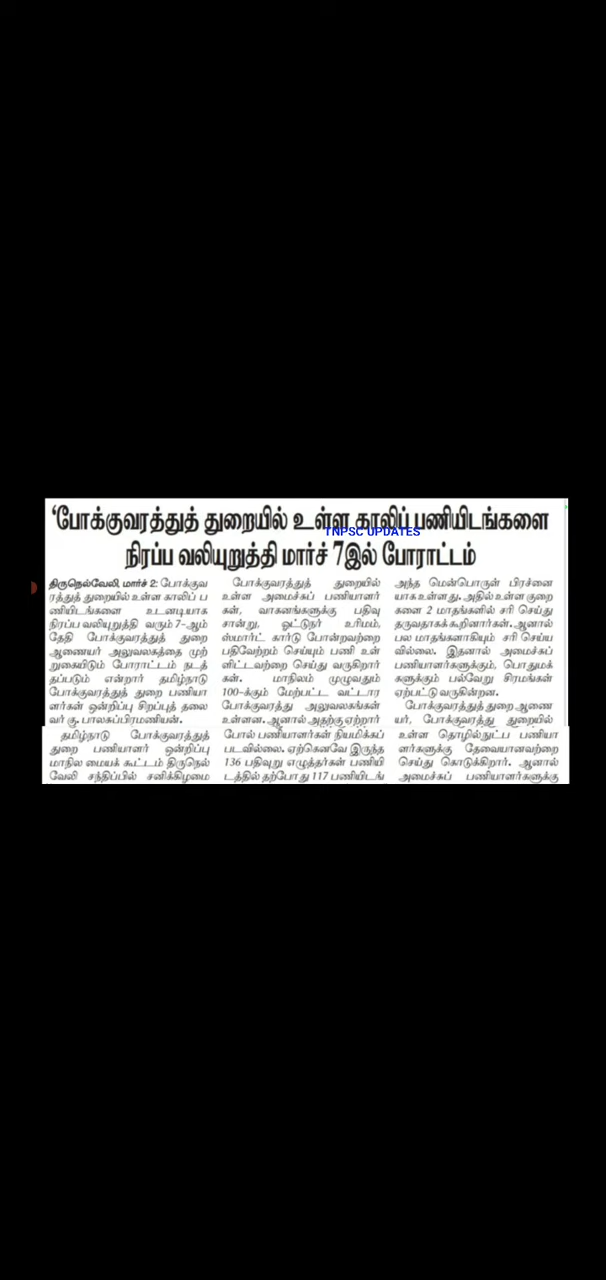 ‘போக்குவரத்துத் துறையில் உள்ள காலிப் பணியிடங்களை
TNPSC UPDATES
நிரப்ப வலியுறுத்தி மார்ச் 7இல் போராட்டம்
திருநெல்வேலி, மார்ச் 2: போக்குவ
ரத்துத் துறையில் உள்ள காலிப் ப
ணியிடங்களை உடனடியாக
நிரப்ப வலியுறுத்தி வரும் 7-ஆம்
தேதி போக்குவரத்துத் துறை
ஆணையர் அலுவலகத்தை முற்
றுகையிடும் போராட்டம் நடத்
தப்படும் என்றார் தமிழ்நாடு
போக்குவரத்துத் துறை பணியா
ளர்கள் ஒன்றிப்பு சிறப்புத் தலை
வர் கு. பாலகப்பிரமணியன்.
தமிழ்நாடு போக்குவரத்துத்
துறை பணியாளர் ஒன்றிப்பு
மாநில மையக் கூட்டம் திருநெல்
வேலி சந்திப்பில் சனிக்கிழமை
போக்குவரத்துத் துறையில்
உள்ள அமைச்சுப் பணியாளர்
கள், வாகனங்களுக்கு பதிவு
சான்று, ஓட்டுநர் உரிமம்,
ஸ்மார்ட் கார்டு போன்றவற்றை
பதிவேற்றம் செய்யும் பணி உள்
ளிட்டவற்றை செய்து வருகிறார்
கள். மாநிலம் முழுவதும்
100-க்கும் மேற்பட்ட வட்டார
போக்குவரத்து அலுவலகங்கள்
உள்ளன. ஆனால் அதற்கு ஏற்றார்
போல் பணியாளர்கள் நியமிக்கப்
படவில்லை. ஏற்கெனவே இருந்த
136 பதிவுறு எழுத்தர்கள் பணியி
டத்தில் தற்போது 117 பணியிடங்
அந்த மென்பொருள் பிரச்னை
யாக உள்ளது. அதில் உள்ள குறை
களை 2 மாதங்களில் சரி செய்து
தருவதாகக் கூறினார்கள். ஆனால்
பல மாதங்களாகியும் சரி செய்ய
வில்லை. இதனால் அமைச்சுப்
பணியாளர்களுக்கும், பொதுமக்
களுக்கும் பல்வேறு சிரமங்கள்
ஏற்பட்டு வருகின்றன.
போக்குவரத்துத் துறை ஆணை
யர், போக்குவரத்து துறையில்
உள்ள தொழில்நுட்ப பணியா
ளர்களுக்கு தேவையானவற்றை
செய்து கொடுக்கிறார். ஆனால்
அமைச்சுப் பணியாளர்களுக்கு